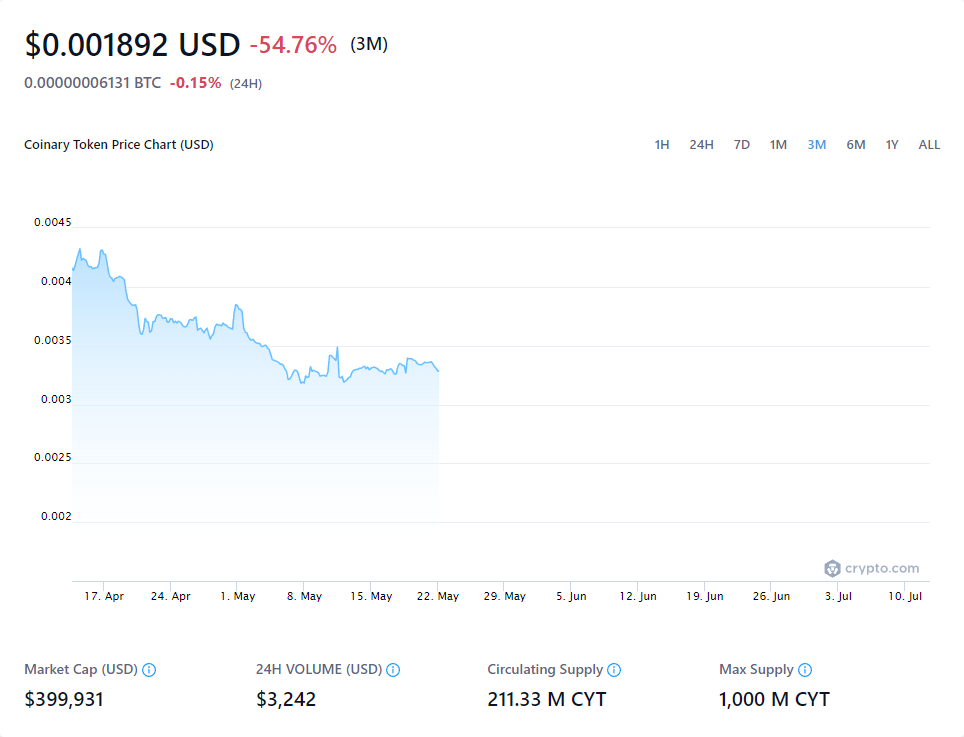 $0.001892 USD -54.76% (3M)
0.00000006131 BTC -0.15% (24H)
Coinary Token Price Chart (USD) 1H 24H 7D 1M 3M 6M 1Y ALL
0.0045
0.004
0.0035
0.003
0.0025
0.002
crypto.com
17. Apr 24. Apr 1. May 8. May 15. May 22. May 29. May 5. Jun 12. Jun 19. Jun 26. Jun 3. Jul 10. Jul
Market Cap (USD) 24H VOLUME (USD) Circulating Supply Max Supply
$399,931 $3,242 211.33 M CYT 1,000 M CYT